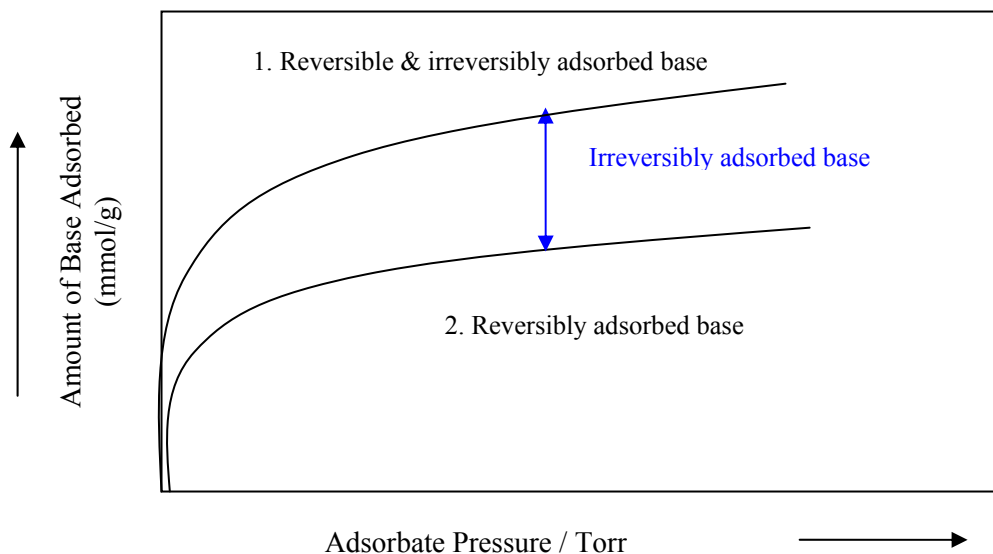 1. Reversible & irreversibly adsorbed base
Irreversibly adsorbed base
2. Reversibly adsorbed base
Amount of Base Adsorbed
(mmol/g)
Adsorbate Pressure / Torr